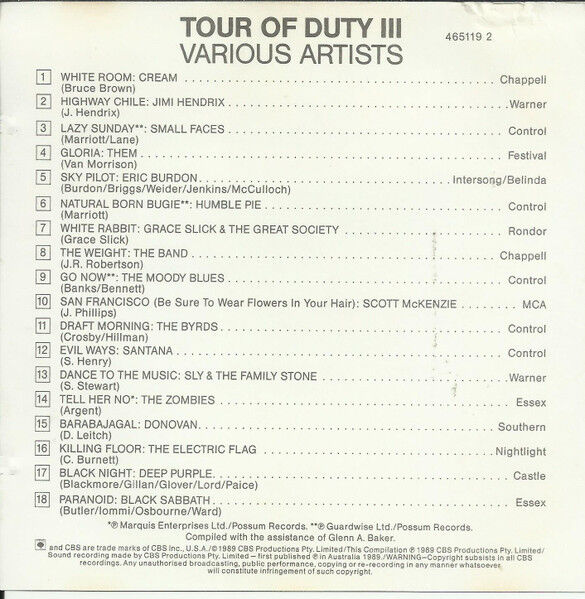 TOUR OF DUTY III
VARIOUS ARTISTS
465119 2
1 WHITE ROOM: CREAM Chappell
(Bruce Brown)
2 HIGHWAY CHILE: JIMI HENDRIX Warner
(J. Hendrix)
3 LAZY SUNDAY**: SMALL FACES Control
(Marriott/Lane)
4 GLORIA: THEM Festival
(Van Morrison)
5 SKY PILOT: ERIC BURDON Intersong/Belinda
(Burdon/Briggs/Weider/Jenkins/McCulloch)
6 NATURAL BORN BUGIE**: HUMBLE PIE Control
(Marriott)
7 WHITE RABBIT: GRACE SLICK & THE GREAT SOCIETY Rondor
(Grace Slick)
8 THE WEIGHT: THE BAND Chappell
(J.R. Robertson)
9 GO NOW**: THE MOODY BLUES Control
(Banks/Bennett)
10 SAN FRANCISCO (Be Sure To Wear Flowers In Your Hair): SCOTT McKENZIE MCA
(J. Phillips)
11 DRAFT MORNING: THE BYRDS Control
(Crosby/Hillman)
12 EVIL WAYS: SANTANA Control
(S. Henry)
13 DANCE TO THE MUSIC: SLY & THE FAMILY STONE Warner
(S. Stewart)
14 TELL HER NO*: THE ZOMBIES Essex
(Argent)
15 BARABAJAGAL: DONOVAN Southern
(D. Leitch)
16 KILLING FLOOR: THE ELECTRIC FLAG Nightlight
(C. Burnett)
17 BLACK NIGHT: DEEP PURPLE Castle
(Blackmore/Gillan/Glover/Lord/Paice)
18 PARANOID: BLACK SABBATH Essex
(Butler/Iommi/Osbourne/Ward)
*℗ Marquis Enterprises Ltd./Possum Records. **℗ Guardwise Ltd./Possum Records.
Compiled with the assistance of Glenn A. Baker.
and CBS are trade marks of CBS Inc., U.S.A./© 1989 CBS Productions Pty. Limited/This Compilation ℗ 1989 CBS Productions Pty. Limited/
Sound recording made by CBS Productions Pty. Limited – first published ℗ in Australia 1989./WARNING–Copyright subsists in all CBS
recordings. Any unauthorised broadcasting, public performance, copying or re-recording in any manner whatsoever
will constitute infringement of such copyright.